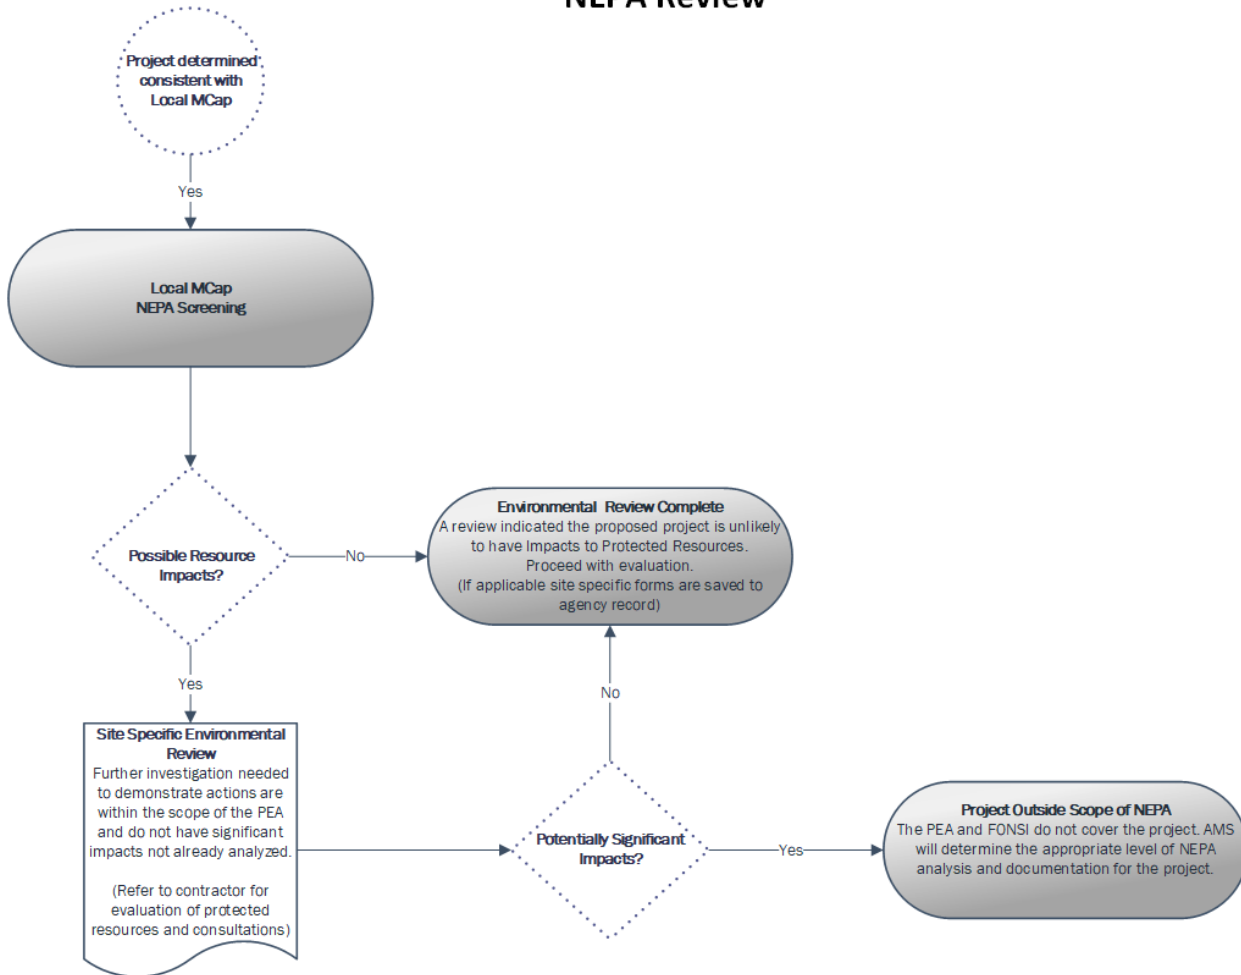 NEPA Review
Project determined
consistent with
Local MCap
Yes
Local MCap
NEPA Screening
Possible Resource
Impacts?
No
Environmental Review Complete
A review indicated the proposed project is unlikely
to have Impacts to Protected Resources.
Proceed with evaluation.
(If applicable site specific forms are saved to
agency record)
Yes
No
Site Specific Environmental
Review
Further investigation needed
to demonstrate actions are
within the scope of the PEA
and do not have significant
impacts not already analyzed.
(Refer to contractor for
evaluation of protected
resources and consultations)
Potentially Significant
Impacts?
Yes
Project Outside Scope of NEPA
The PEA and FONSI do not cover the project. AMS
will determine the appropriate level of NEPA
analysis and documentation for the project.